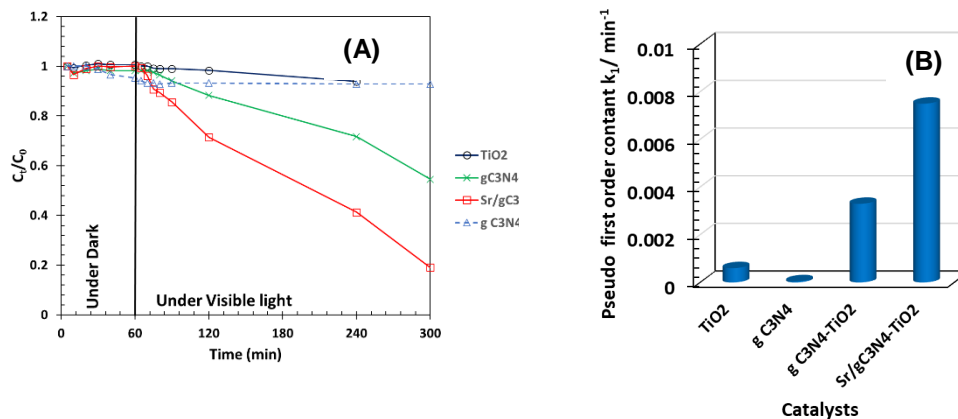 (A)
1.2
1
0.8
0.6
0.4
0.2
0
Ct/C0
Under Dark
Under Visible light
0 60 120 180 240 300
Time (min)
TiO2
gC3N4
Sr/gC3
g C3N4
(B)
0.01
0.008
0.006
0.004
0.002
0
Pseudo first order contant k1/ min-1
TiO2
g C3N4
g C3N4-TiO2
Sr/gC3N4-TiO2
Catalysts